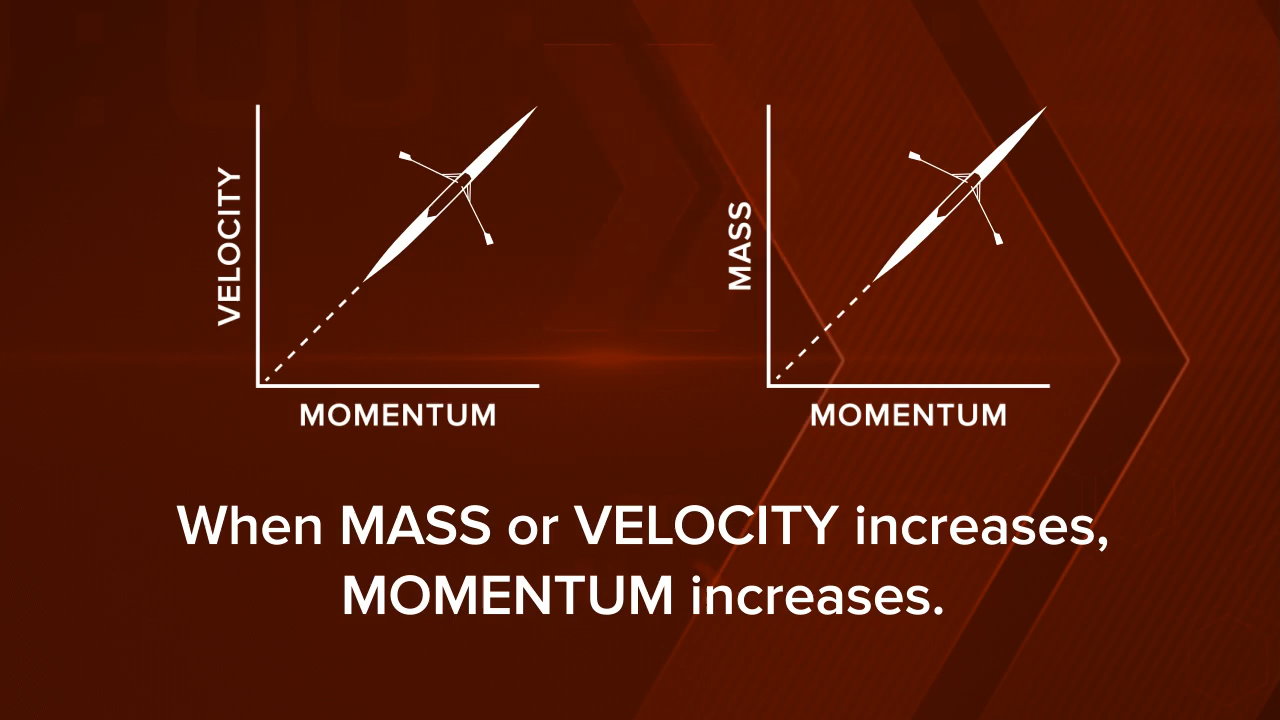 VELOCITY
MOMENTUM
MASS
MOMENTUM
When MASS or VELOCITY increases,
MOMENTUM increases.